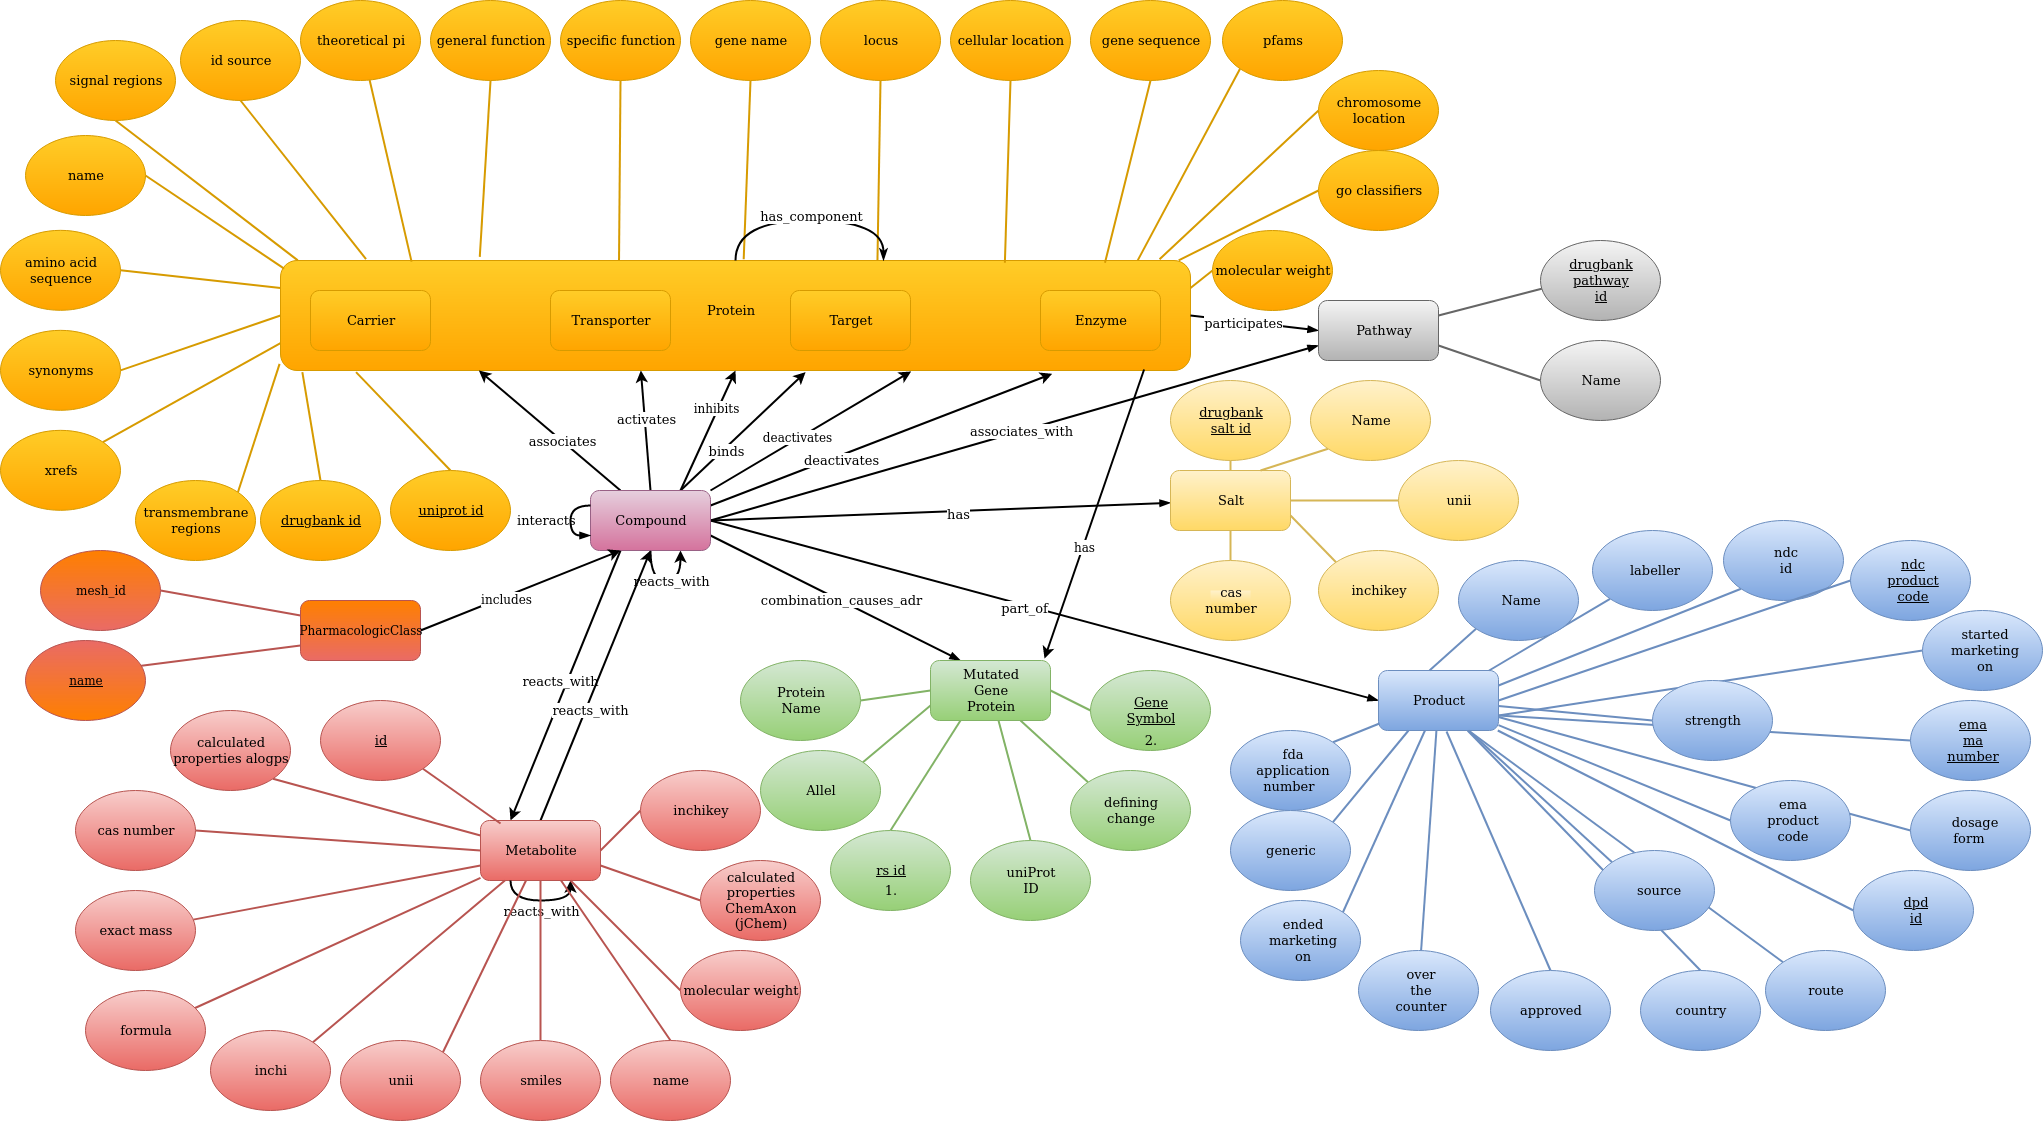 theoretical pi
general function
specific function
gene name
locus
cellular location
gene sequence
pfams
id source
signal regions
chromosome
location
name
go classifiers
has_component
amino acid
sequence
molecular weight
drugbank
pathway
id
Carrier
Transporter
Protein
Target
Enzyme
participates
Pathway
synonyms
Name
xrefs
associates
activates
inhibits
binds
deactivates
deactivates
associates_with
drugbank
salt id
Name
transmembrane
regions
drugbank id
uniprot id
interacts
Compound
has
Salt
unii
has
reacts_with
mesh_id
includes
combination_causes_adr
part_of
cas
number
inchikey
Name
labeller
ndc
id
ndc
product
code
PharmacologicClass
name
started
marketing
on
reacts_with
reacts_with
Protein
Name
Mutated
Gene
Protein
Gene
Symbol
2.
Product
strength
ema
ma
number
calculated
properties alogps
id
fda
application
number
Allel
defining
change
cas number
Metabolite
inchikey
generic
ema
product
code
dosage
form
rs id
1.
uniProt
ID
calculated
properties
ChemAxon
(jChem)
reacts_with
exact mass
source
dpd
id
ended
marketing
on
molecular weight
over
the
counter
approved
country
route
formula
inchi
unii
smiles
name